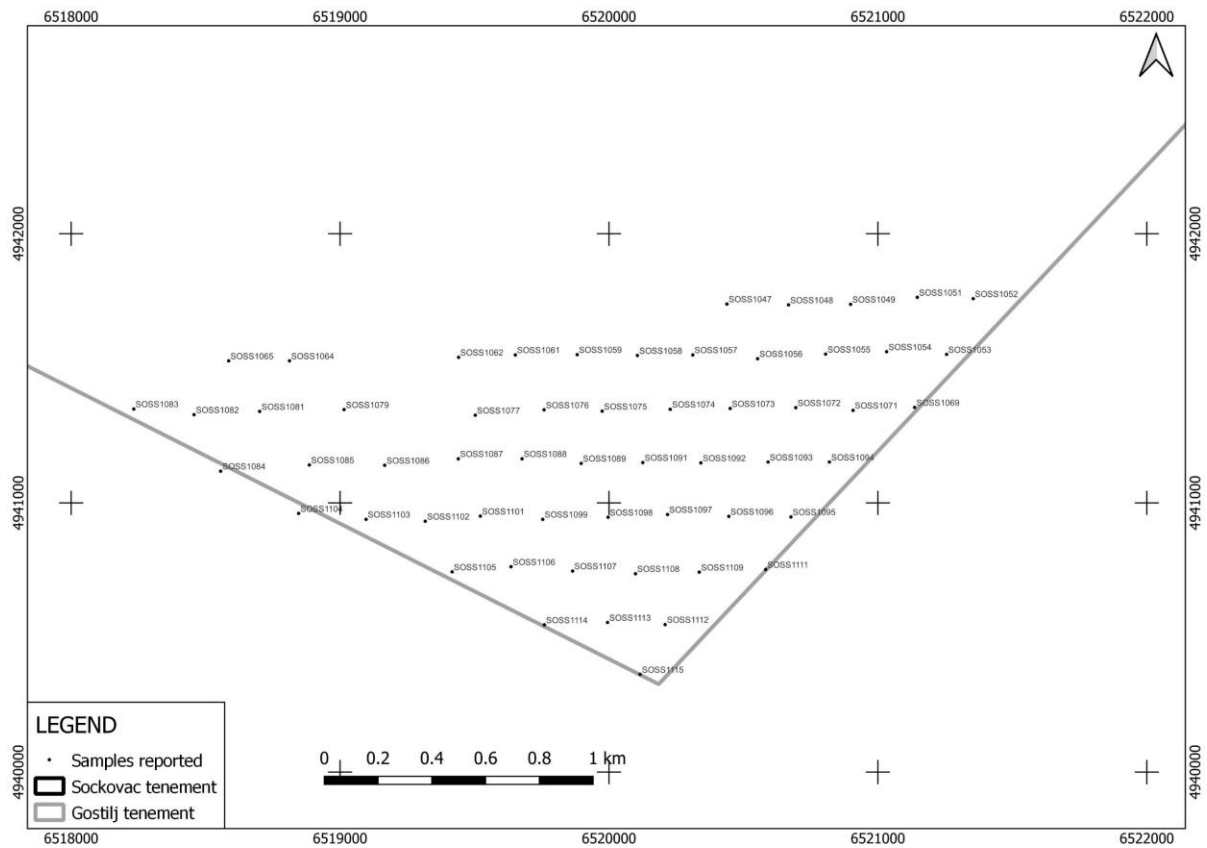 6518000 6519000 6520000 6521000 6522000
4942000 4942000
SOSS1047 SOSS1048 SOSS1049 SOSS1051 SOSS1052
SOSS1065 SOSS1064 SOSS1062 SOSS1061 SOSS1059 SOSS1058 SOSS1057 SOSS1056 SOSS1055 SOSS1054 SOSS1053
SOSS1083 SOSS1082 SOSS1081 SOSS1079 SOSS1077 SOSS1076 SOSS1075 SOSS1074 SOSS1073 SOSS1072 SOSS1071 SOSS1069
SOSS1084 SOSS1085 SOSS1086 SOSS1087 SOSS1088 SOSS1089 SOSS1091 SOSS1092 SOSS1093 SOSS1094
4941000 4941000
SOSS1104 SOSS1103 SOSS1102 SOSS1101 SOSS1099 SOSS1098 SOSS1097 SOSS1096 SOSS1095
SOSS1105 SOSS1106 SOSS1107 SOSS1108 SOSS1109 SOSS1111
SOSS1114 SOSS1113 SOSS1112
SOSS1115
LEGEND
Samples reported
Sockovac tenement
Gostilj tenement
0 0.2 0.4 0.6 0.8 1 km
4940000 4940000
6518000 6519000 6520000 6521000 6522000